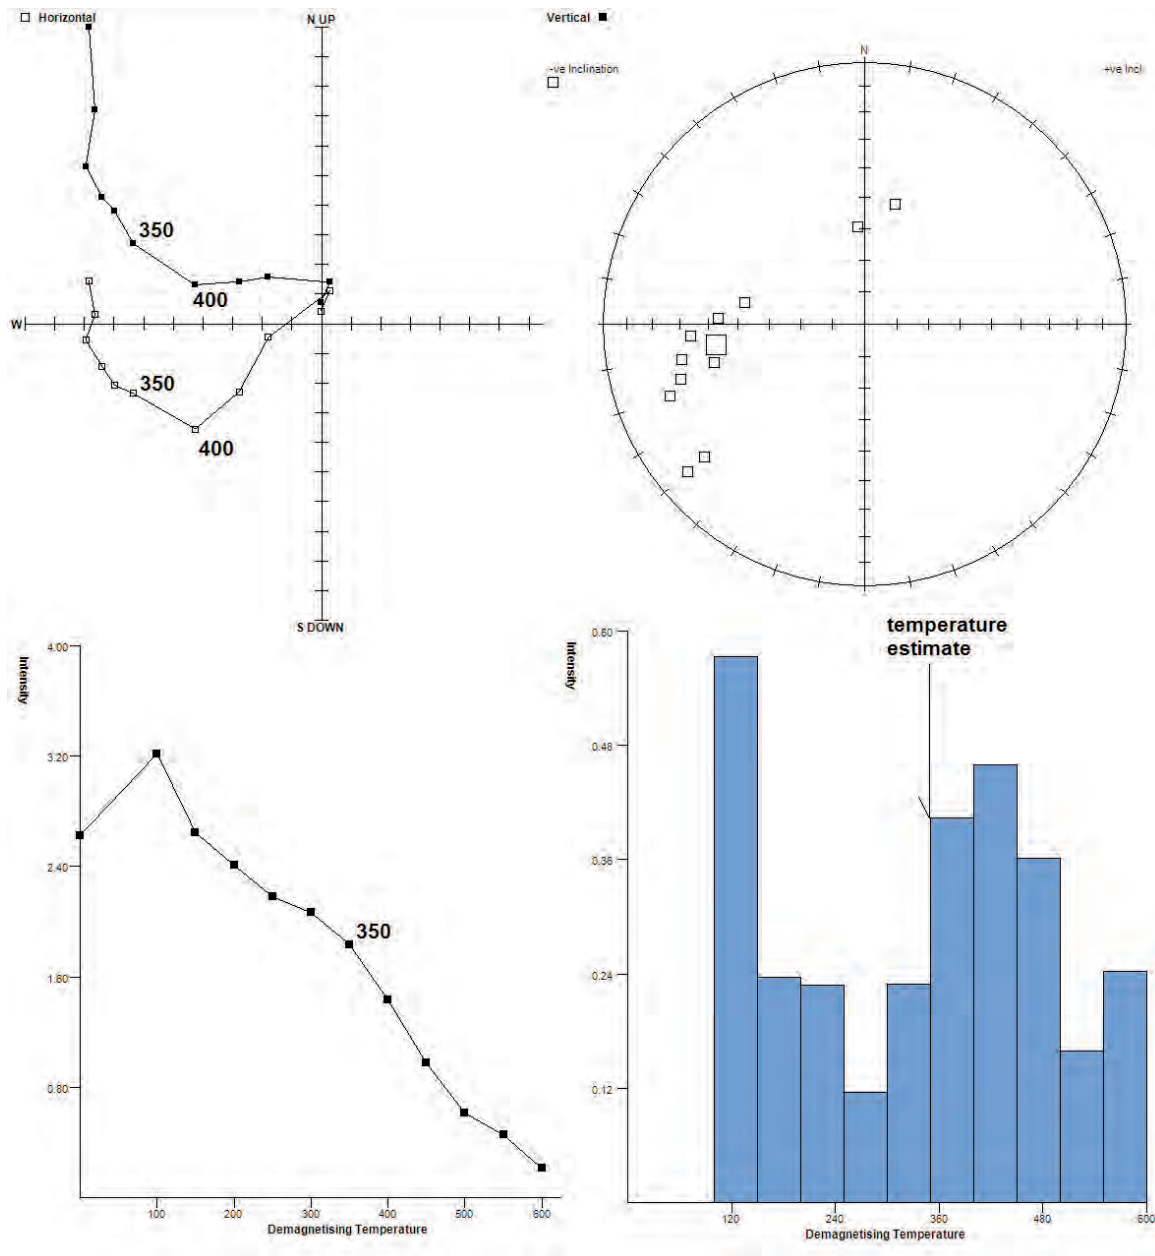 Horizontal
N UP
Vertical
-ve Inclination
N
+ve Incl
350
400
W
350
400
S DOWN
4.00
3.20
2.40
1.60
0.80
Intensity
350
100
200
300
400
500
600
Demagnetising Temperature
temperature
estimate
0.60
0.48
0.36
0.24
0.12
Intensity
120
240
360
480
600
Demagnetising Temperature